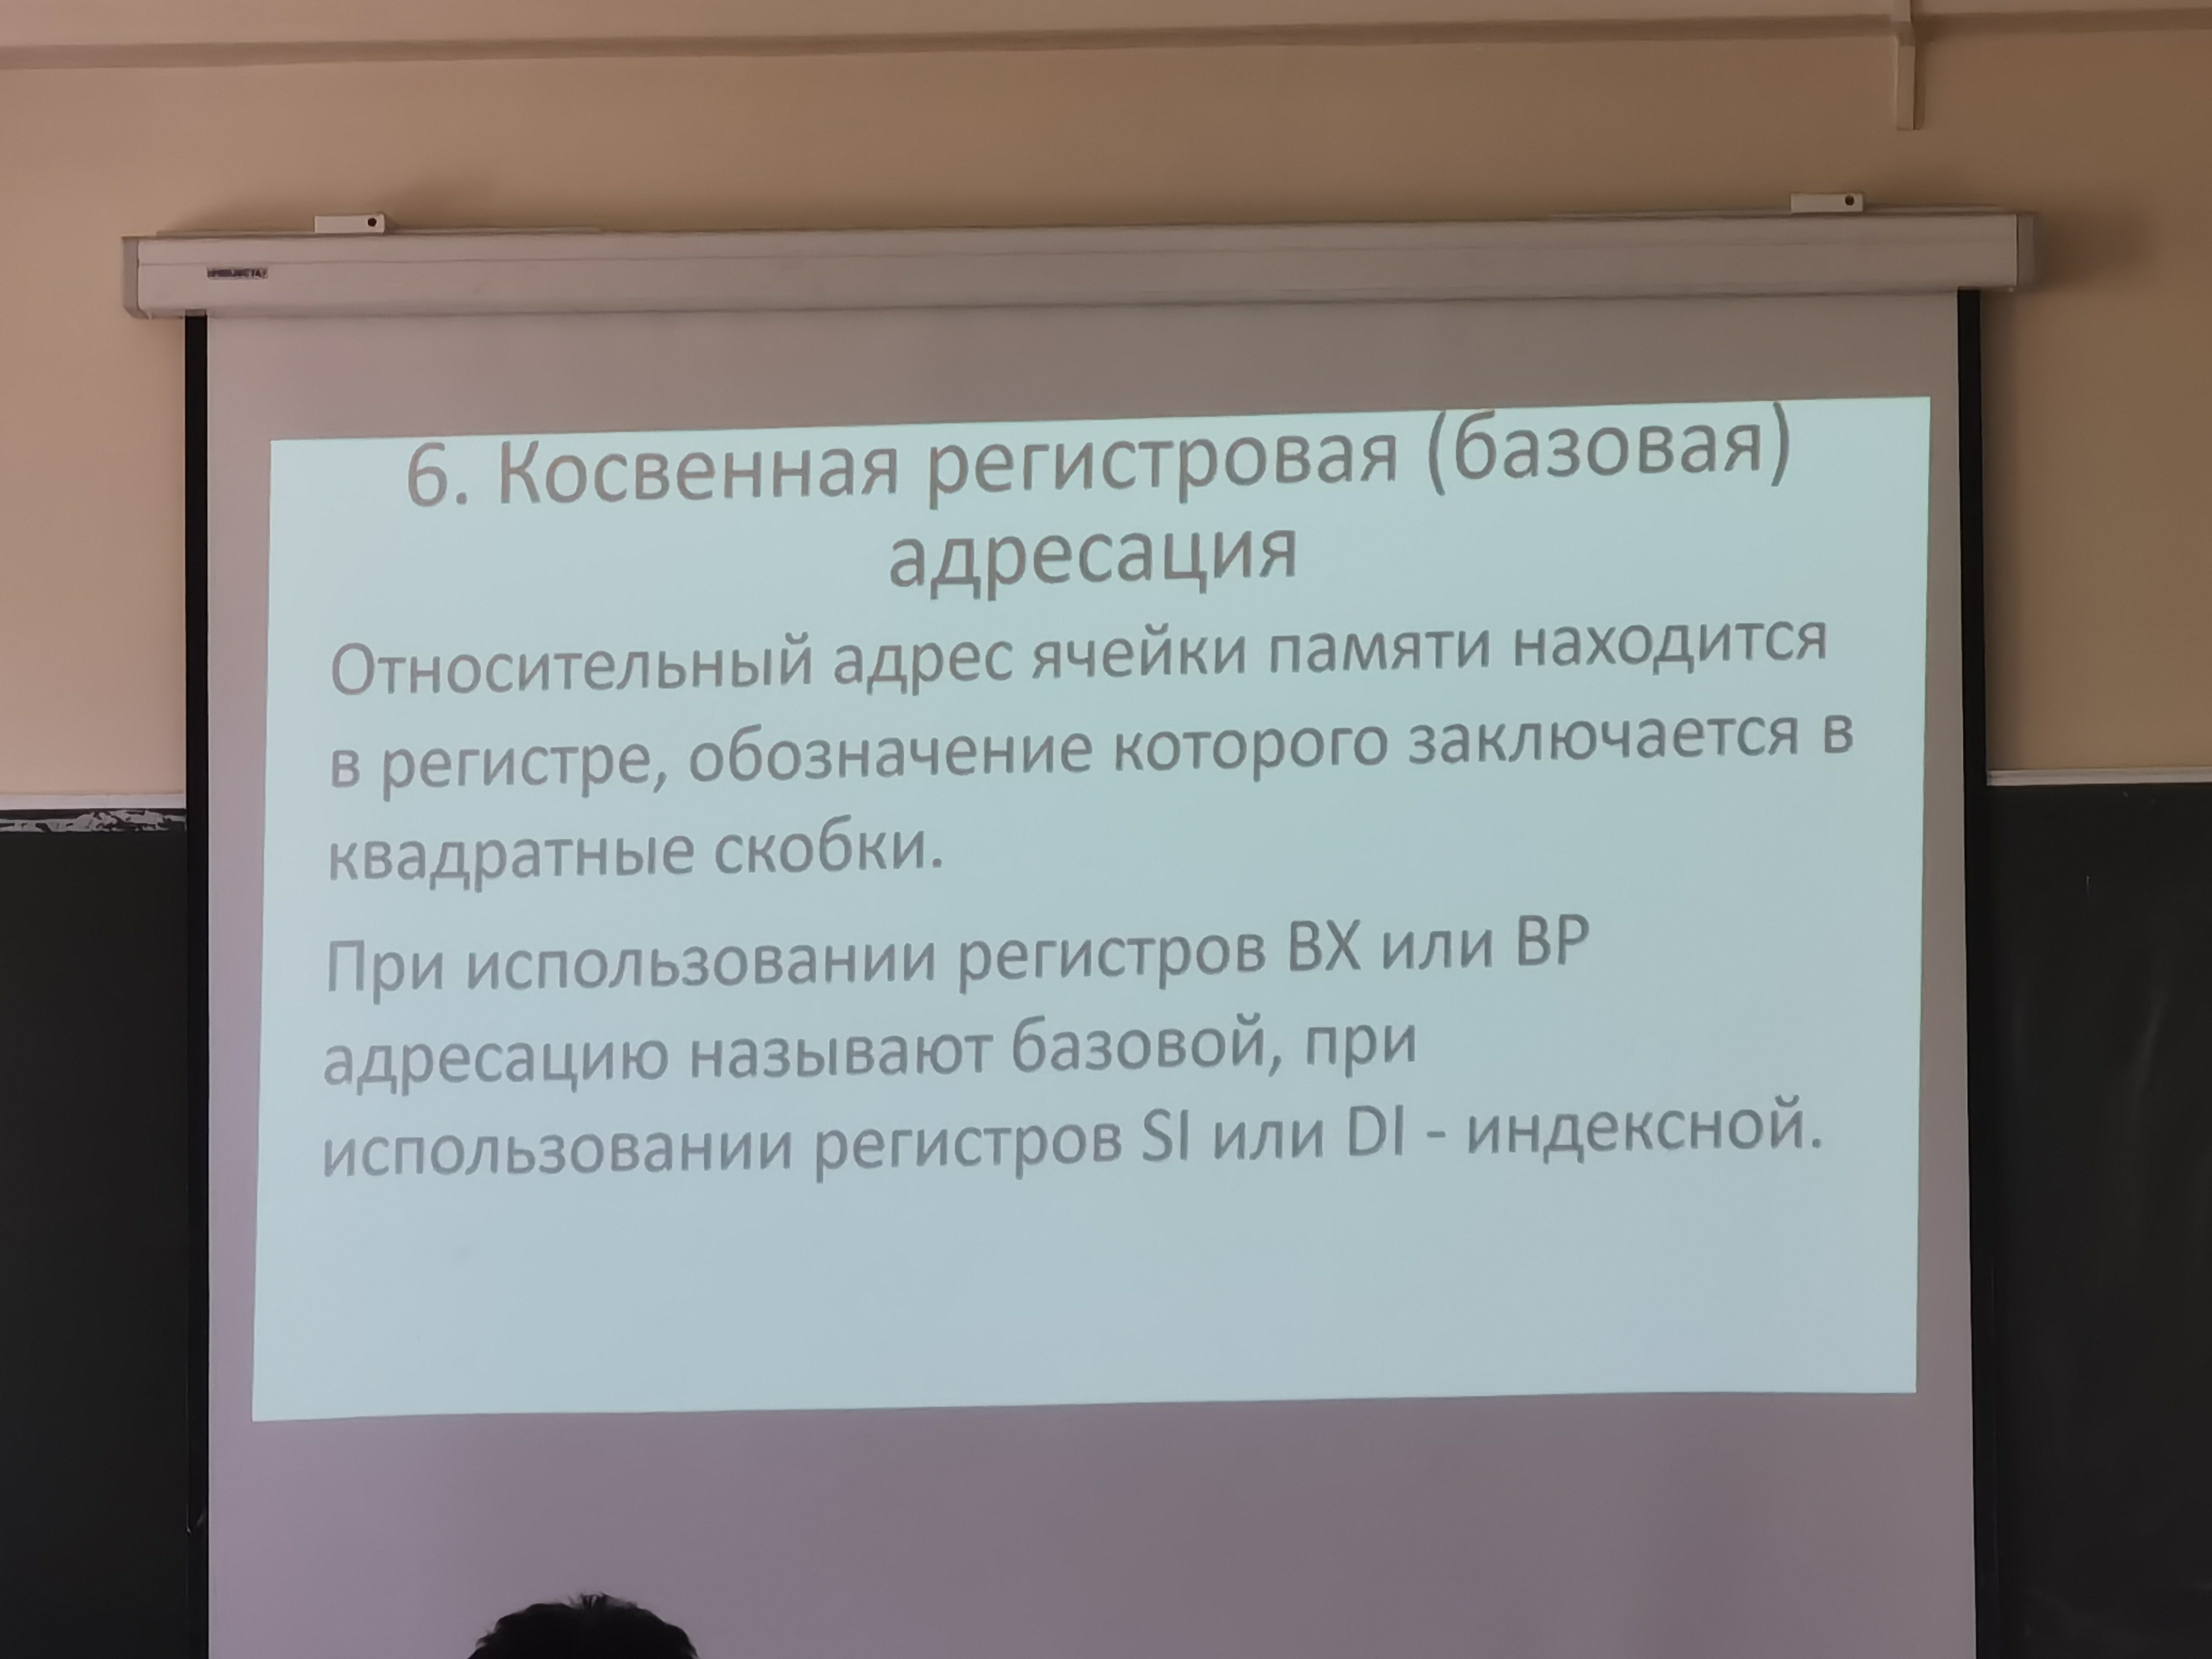 6. Косвенная регистровая (базовая)
адресация
Относительный адрес ячейки памяти находится
в регистре, обозначение которого заключается в
квадратные скобки.
При использовании регистров BX или BP
адресацию называют базовой, при
использовании регистров SI или DI - индексной.